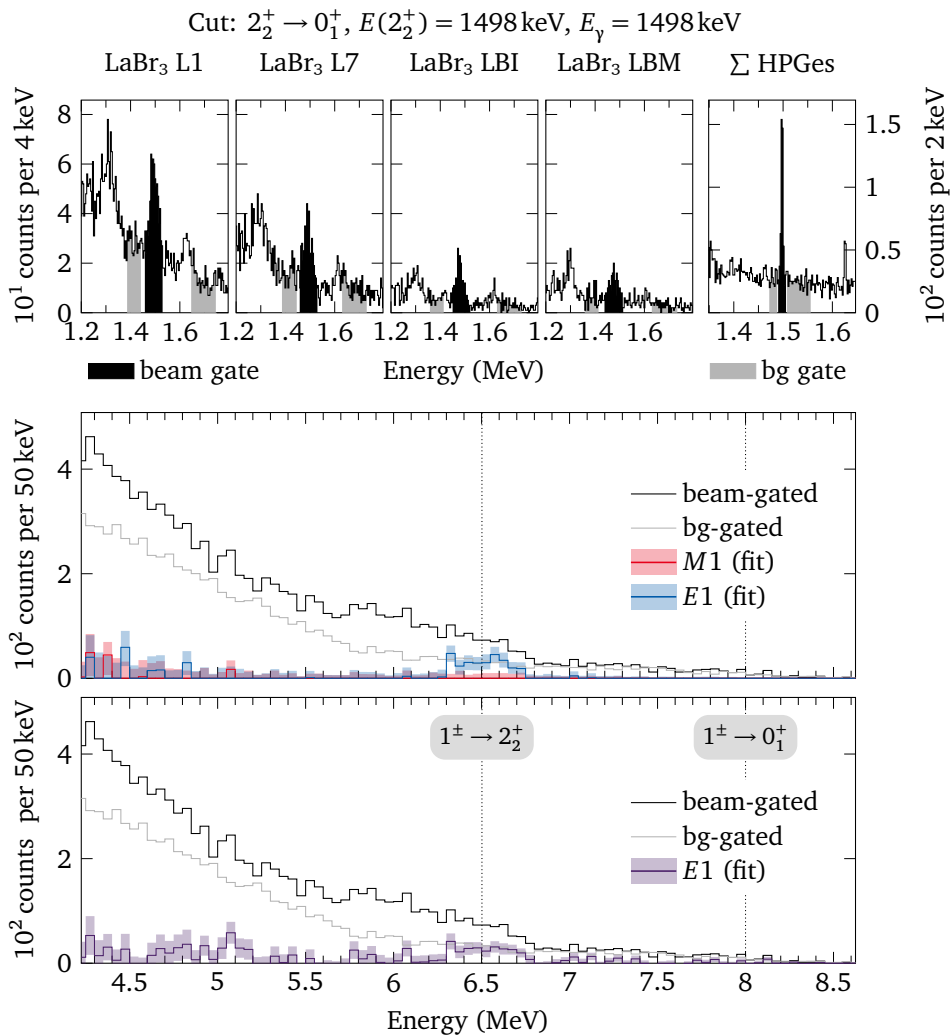 Cut: 2₂⁺ → 0₁⁺, E(2₂⁺) = 1498 keV, Eγ = 1498 keV
LaBr₃ L1 LaBr₃ L7 LaBr₃ LBI LaBr₃ LBM ∑ HPGes
10¹ counts per 4 keV
8
6
4
2
0
1.5
1
0.5
0
10² counts per 2 keV
1.2 1.4 1.6 1.2 1.4 1.6 1.2 1.4 1.6 1.2 1.4 1.6 1.4 1.5 1.6
beam gate Energy (MeV) bg gate
10² counts per 50 keV
4
2
0
beam-gated
bg-gated
M1 (fit)
E1 (fit)
10² counts per 50 keV
4
2
0
1± → 2₂⁺ 1± → 0₁⁺
beam-gated
bg-gated
E1 (fit)
4.5 5 5.5 6 6.5 7 7.5 8 8.5
Energy (MeV)